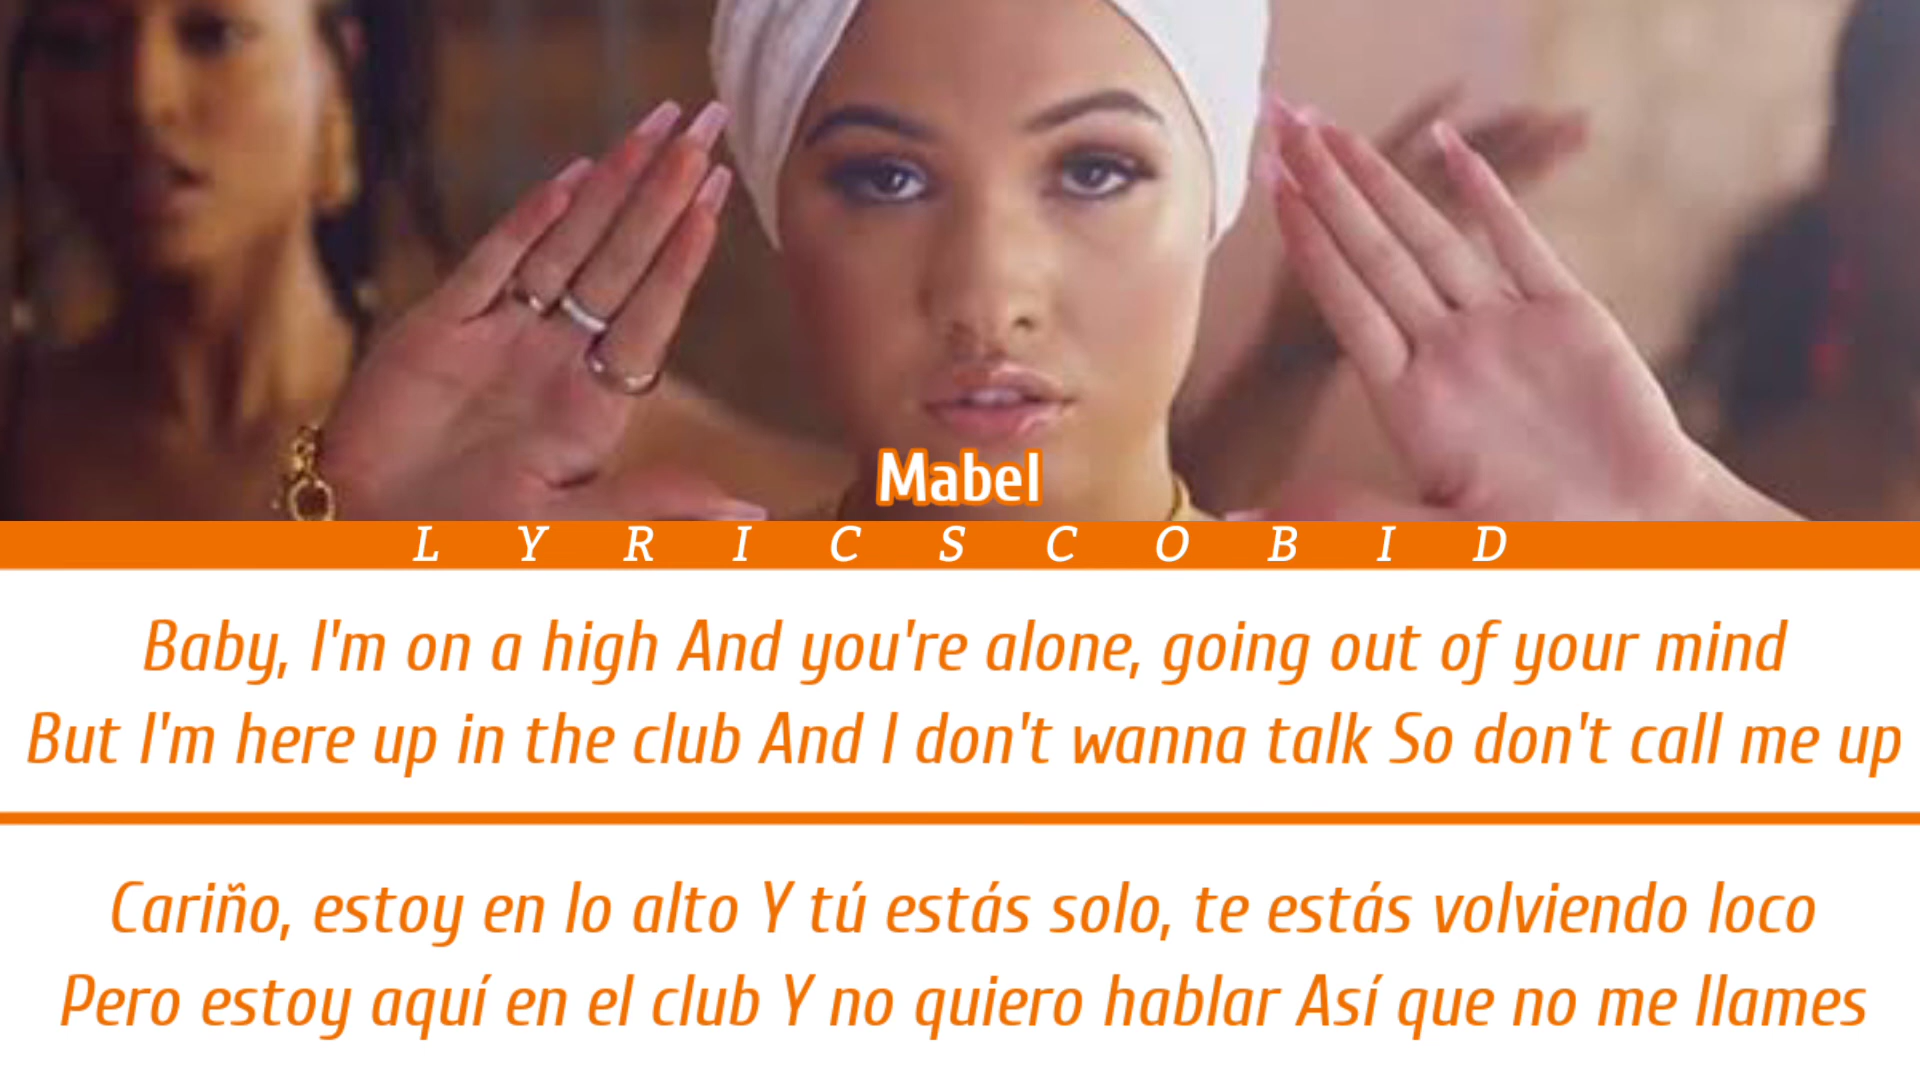 Mabel
L Y R I C S C O B I D
Baby, I'm on a high And you're alone, going out of your mind
But I'm here up in the club And I don't wanna talk So don't call me up
Cariño, estoy en lo alto Y tú estás solo, te estás volviendo loco
Pero estoy aquí en el club Y no quiero hablar Así que no me llames